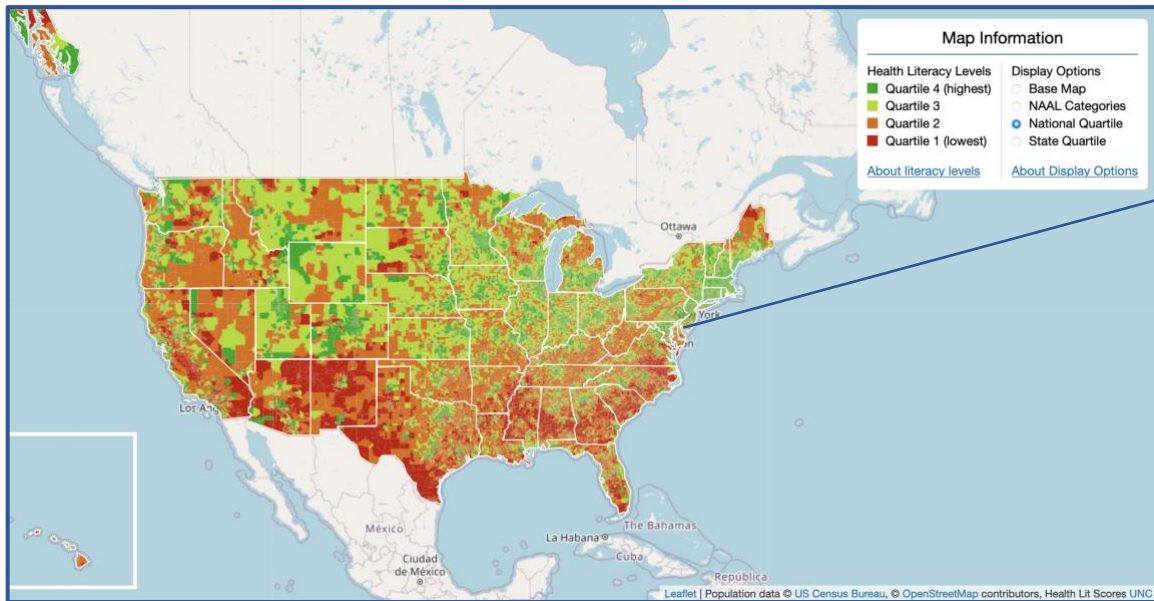 Map Information
Health Literacy Levels
Quartile 4 (highest)
Quartile 3
Quartile 2
Quartile 1 (lowest)
About literacy levels
Display Options
Base Map
NAAL Categories
National Quartile
State Quartile
About Display Options
Ottawa
York
on
Los Ang
México
Ciudad
de México
La Habana
The Bahamas
Cuba
República
Leaflet | Population data © US Census Bureau, © OpenStreetMap contributors, Health Lit Scores UNC